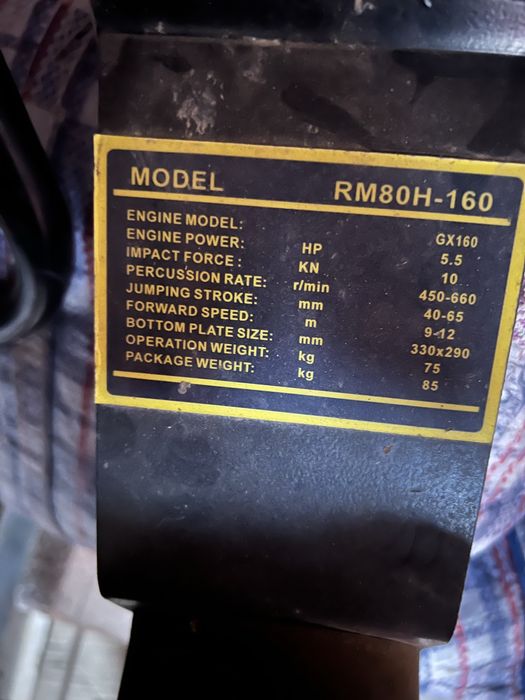 MODEL RM80H-160
ENGINE MODEL: GX160
ENGINE POWER: HP 5.5
IMPACT FORCE : KN 10
PERCUSSION RATE: r/min 450-660
JUMPING STROKE: mm 40-65
FORWARD SPEED: m 9-12
BOTTOM PLATE SIZE: mm 330x290
OPERATION WEIGHT: kg 75
PACKAGE WEIGHT: kg 85